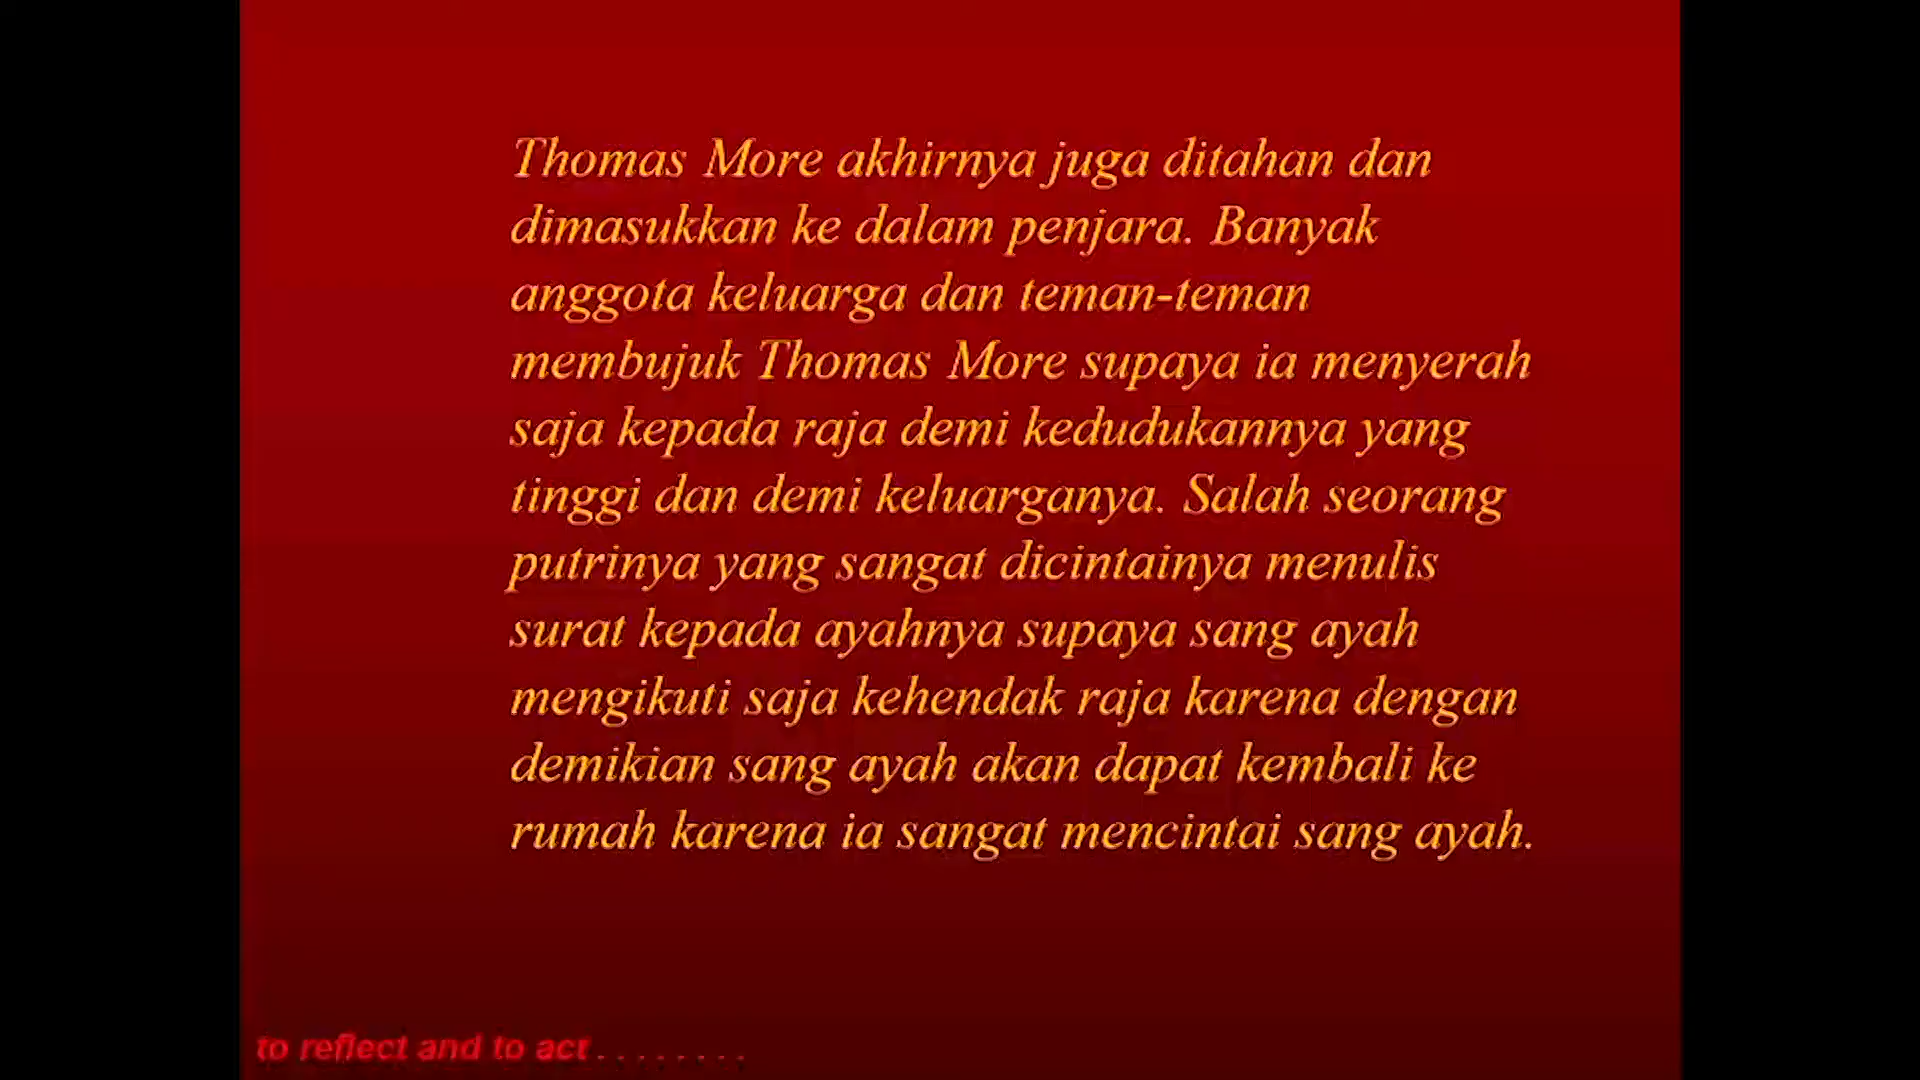 Thomas More akhirnya juga ditahan dan
dimasukkan ke dalam penjara. Banyak
anggota keluarga dan teman-teman
membujuk Thomas More supaya ia menyerah
saja kepada raja demi kedudukannya yang
tinggi dan demi keluarganya. Salah seorang
putrinya yang sangat dicintainya menulis
surat kepada ayahnya supaya sang ayah
mengikuti saja kehendak raja karena dengan
demikian sang ayah akan dapat kembali ke
rumah karena ia sangat mencintai sang ayah.
to reflect and to act . . . . . . . .